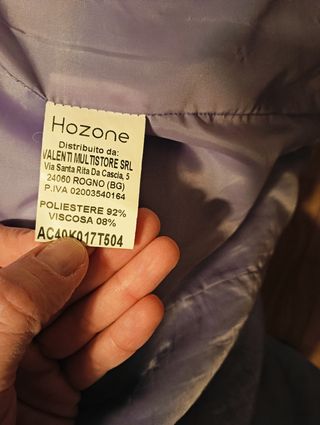 Hozone
Distribuito da:
VALENTI MULTISTORE SRL
Via Santa Rita Da Cascia, 5
24060 ROGNO (BG)
P.IVA 02003540164
POLIESTERE 92%
VISCOSA 08%
AC40K017T504